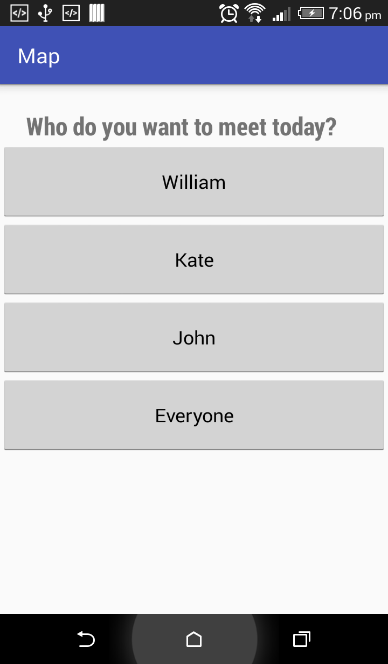 7:06 pm
Map
Who do you want to meet today?
William
Kate
John
Everyone